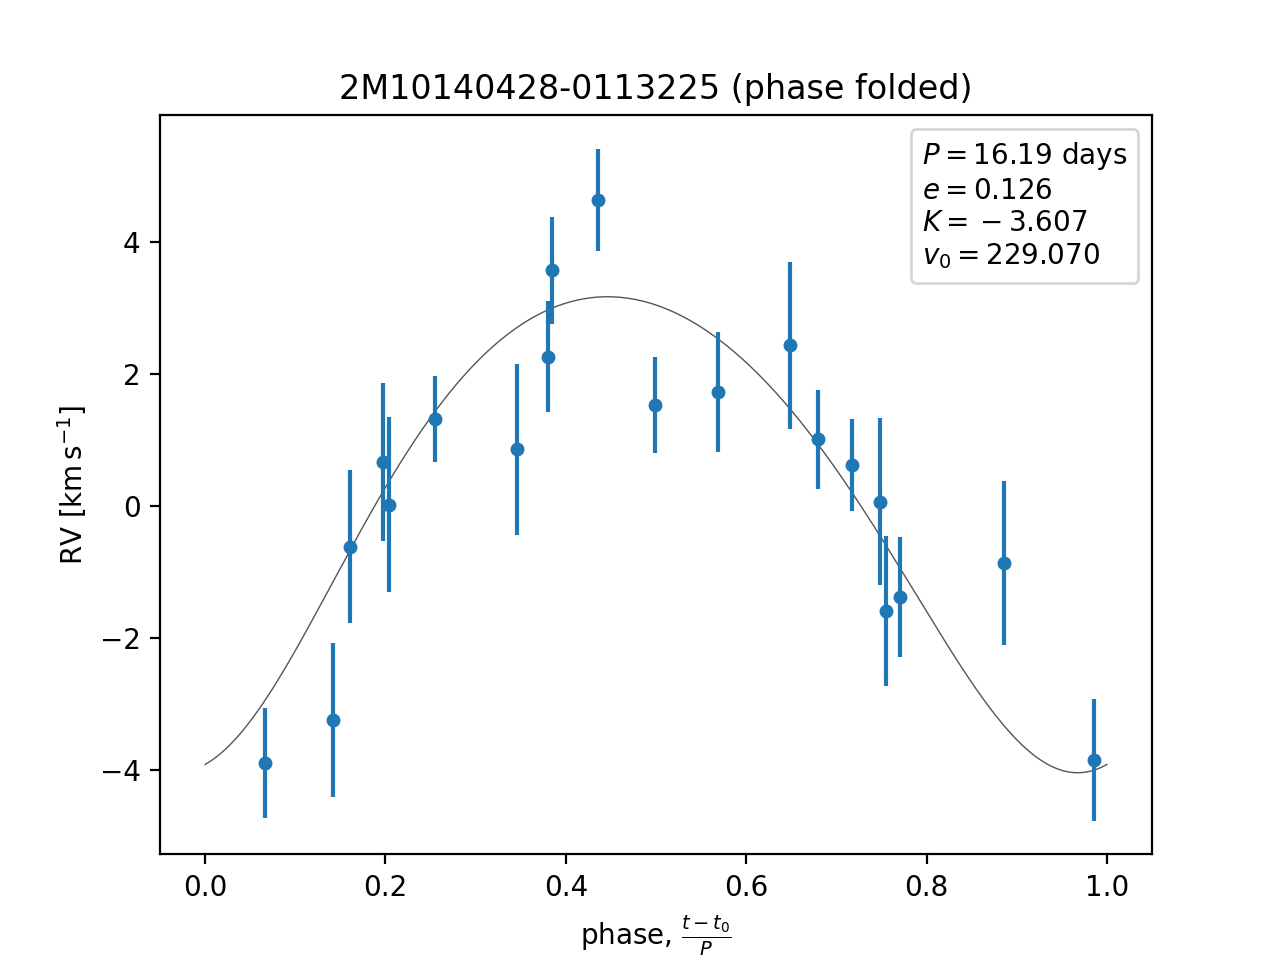 2M10140428-0113225 (phase folded)
P = 16.19 days
e = 0.126
K = −3.607
v₀ = 229.070
4
2
0
−2
−4
RV [km s⁻¹]
0.0 0.2 0.4 0.6 0.8 1.0
phase, (t − t₀)/P